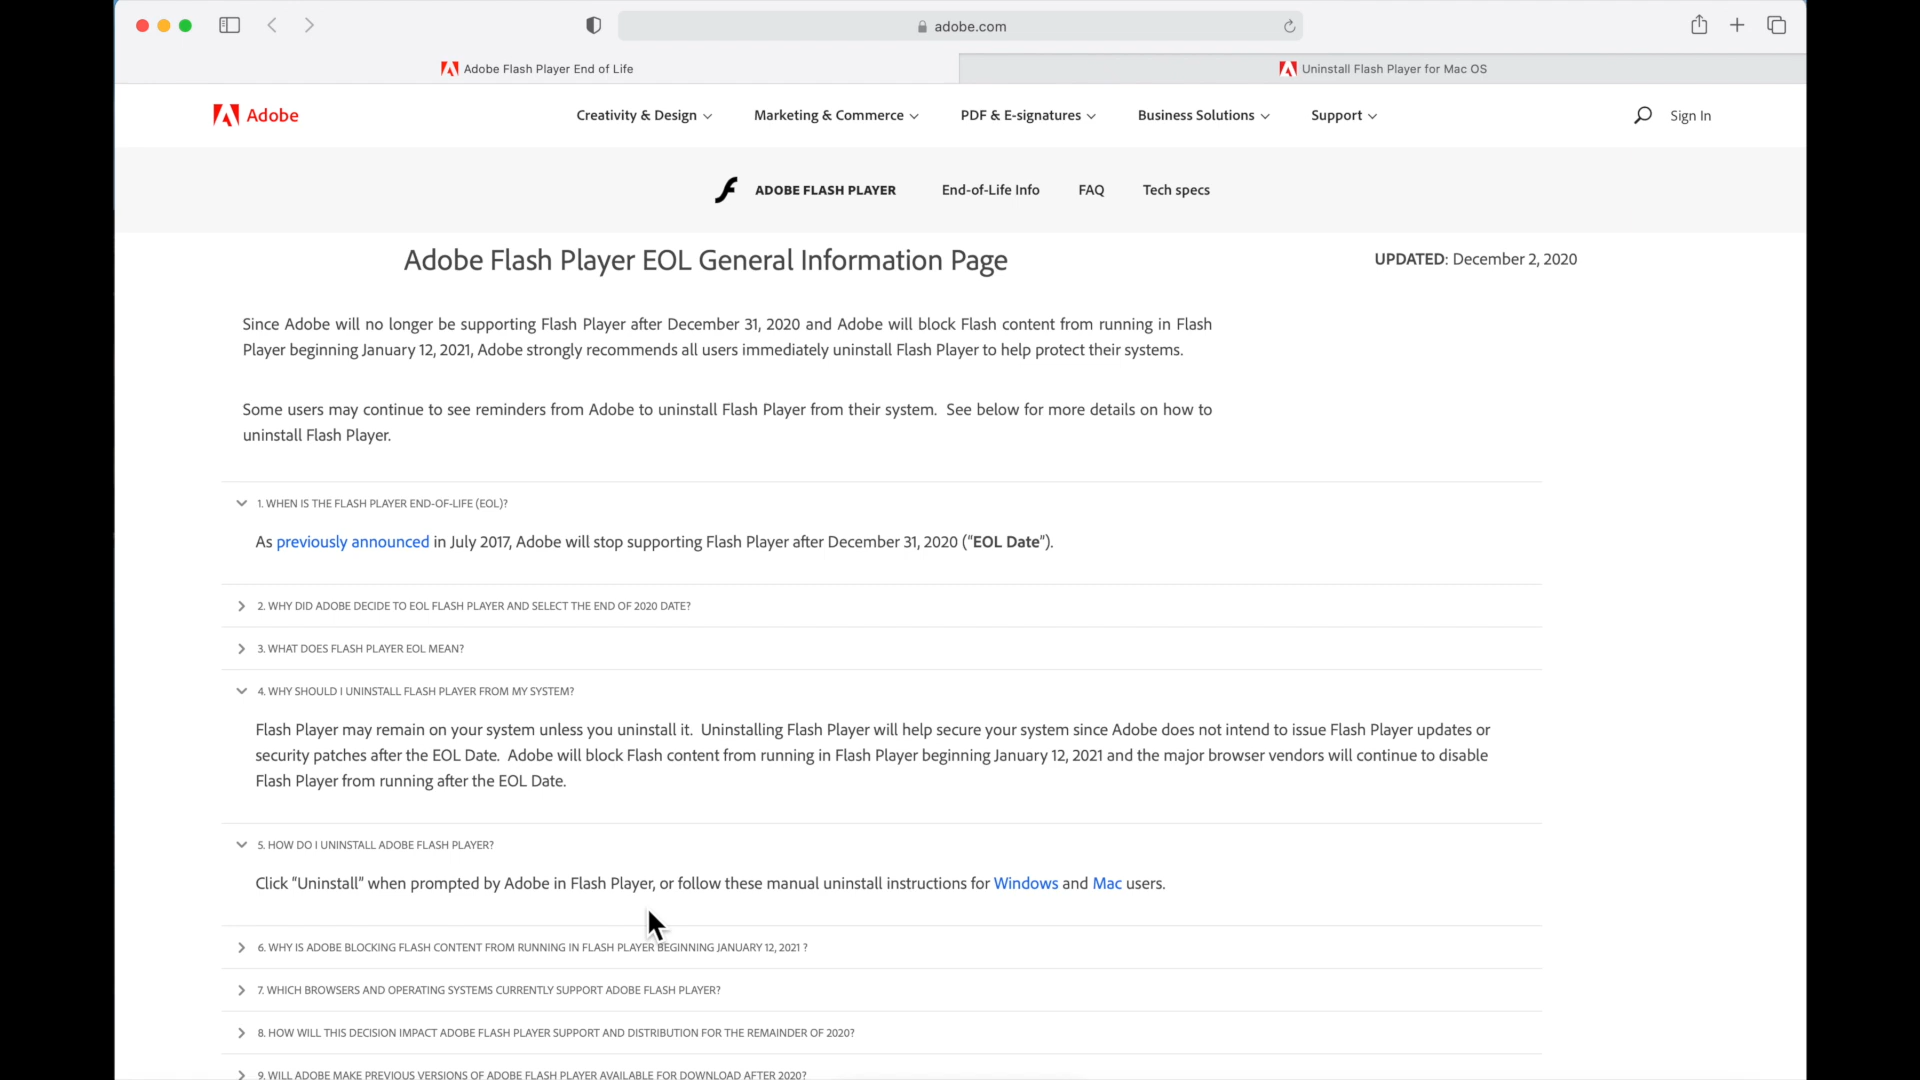 adobe.com
Adobe Flash Player End of Life
Uninstall Flash Player for Mac OS
Adobe
Creativity & Design
Marketing & Commerce
PDF & E-signatures
Business Solutions
Support
Sign In
ADOBE FLASH PLAYER
End-of-Life Info
FAQ
Tech specs
Adobe Flash Player EOL General Information Page
UPDATED: December 2, 2020
Since Adobe will no longer be supporting Flash Player after December 31, 2020 and Adobe will block Flash content from running in Flash
Player beginning January 12, 2021, Adobe strongly recommends all users immediately uninstall Flash Player to help protect their systems.
Some users may continue to see reminders from Adobe to uninstall Flash Player from their system.  See below for more details on how to
uninstall Flash Player.
1. WHEN IS THE FLASH PLAYER END-OF-LIFE (EOL)?
As previously announced in July 2017, Adobe will stop supporting Flash Player after December 31, 2020 (“EOL Date”).
2. WHY DID ADOBE DECIDE TO EOL FLASH PLAYER AND SELECT THE END OF 2020 DATE?
3. WHAT DOES FLASH PLAYER EOL MEAN?
4. WHY SHOULD I UNINSTALL FLASH PLAYER FROM MY SYSTEM?
Flash Player may remain on your system unless you uninstall it.  Uninstalling Flash Player will help secure your system since Adobe does not intend to issue Flash Player updates or
security patches after the EOL Date.  Adobe will block Flash content from running in Flash Player beginning January 12, 2021 and the major browser vendors will continue to disable
Flash Player from running after the EOL Date.
5. HOW DO I UNINSTALL ADOBE FLASH PLAYER?
Click “Uninstall” when prompted by Adobe in Flash Player, or follow these manual uninstall instructions for Windows and Mac users.
6. WHY IS ADOBE BLOCKING FLASH CONTENT FROM RUNNING IN FLASH PLAYER BEGINNING JANUARY 12, 2021 ?
7. WHICH BROWSERS AND OPERATING SYSTEMS CURRENTLY SUPPORT ADOBE FLASH PLAYER?
8. HOW WILL THIS DECISION IMPACT ADOBE FLASH PLAYER SUPPORT AND DISTRIBUTION FOR THE REMAINDER OF 2020?
9. WILL ADOBE MAKE PREVIOUS VERSIONS OF ADOBE FLASH PLAYER AVAILABLE FOR DOWNLOAD AFTER 2020?